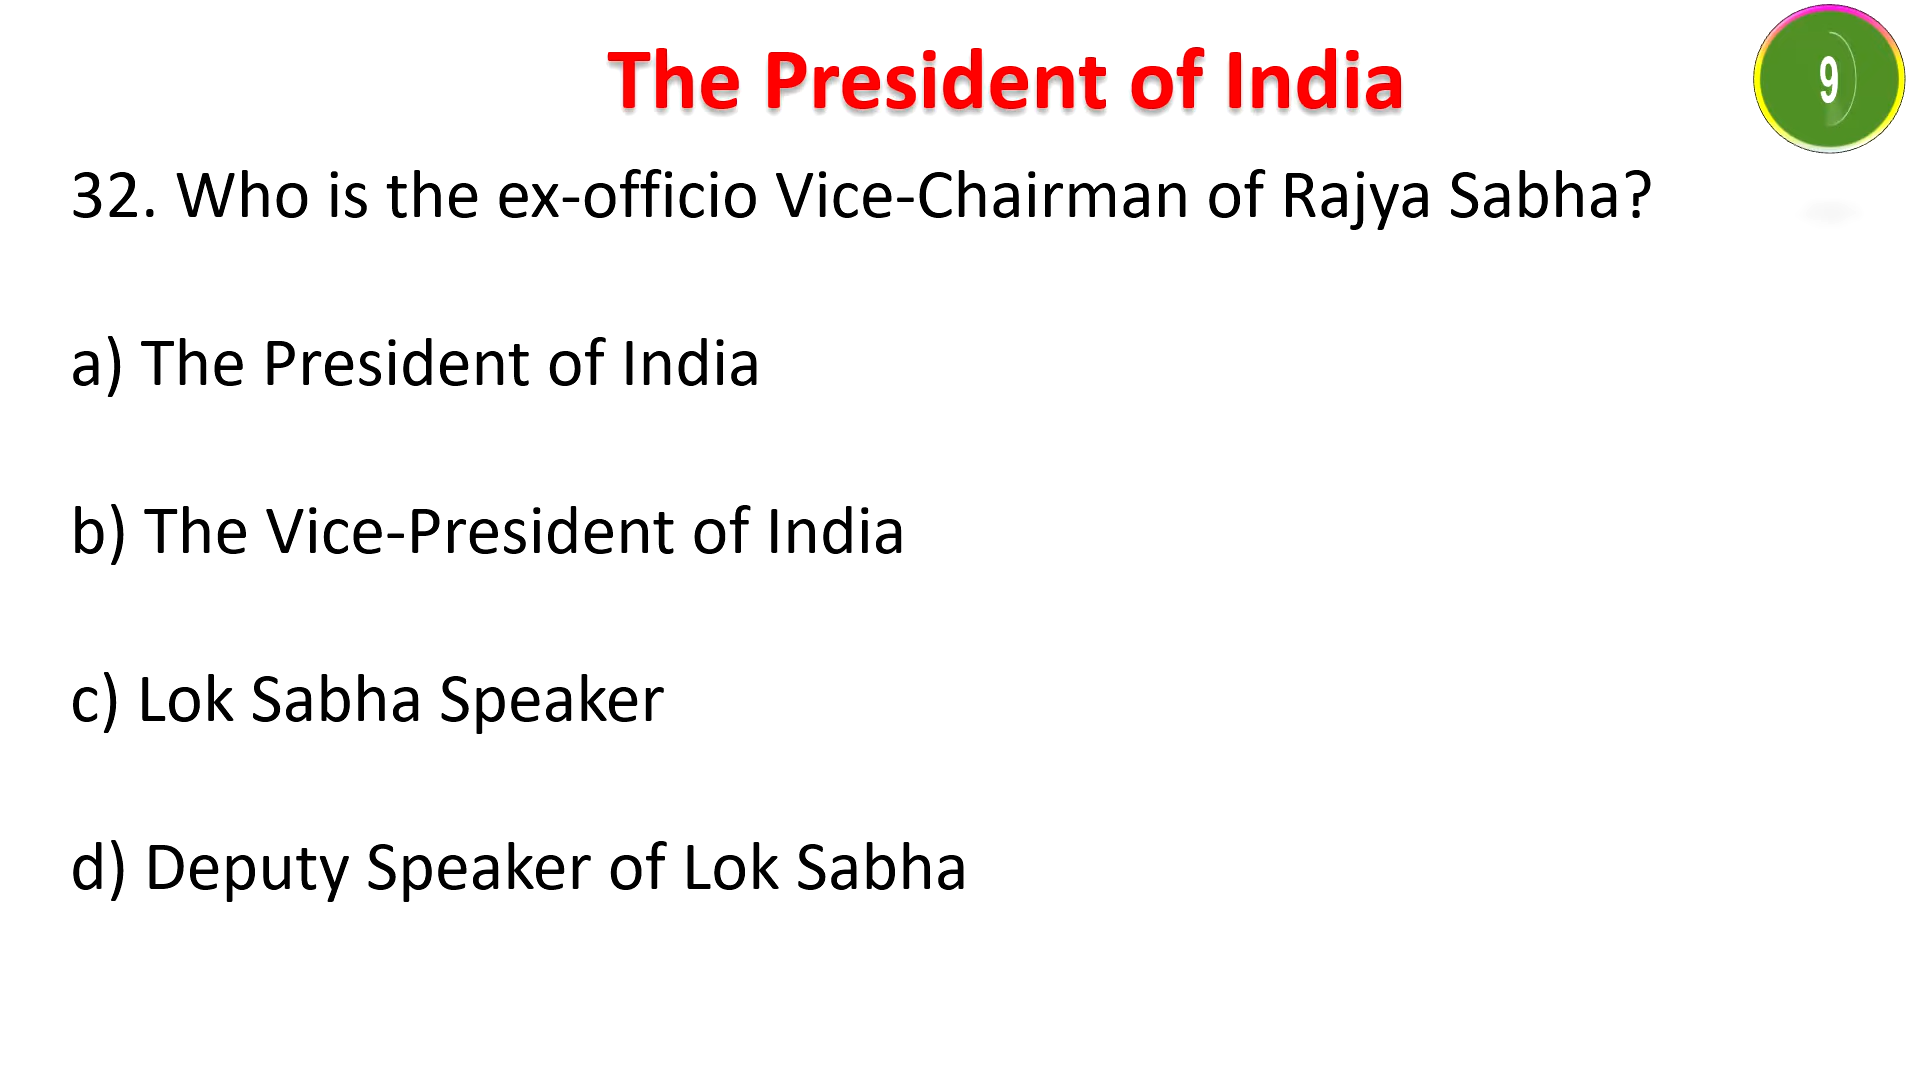 The President of India
9
32. Who is the ex-officio Vice-Chairman of Rajya Sabha?
a) The President of India
b) The Vice-President of India
c) Lok Sabha Speaker
d) Deputy Speaker of Lok Sabha